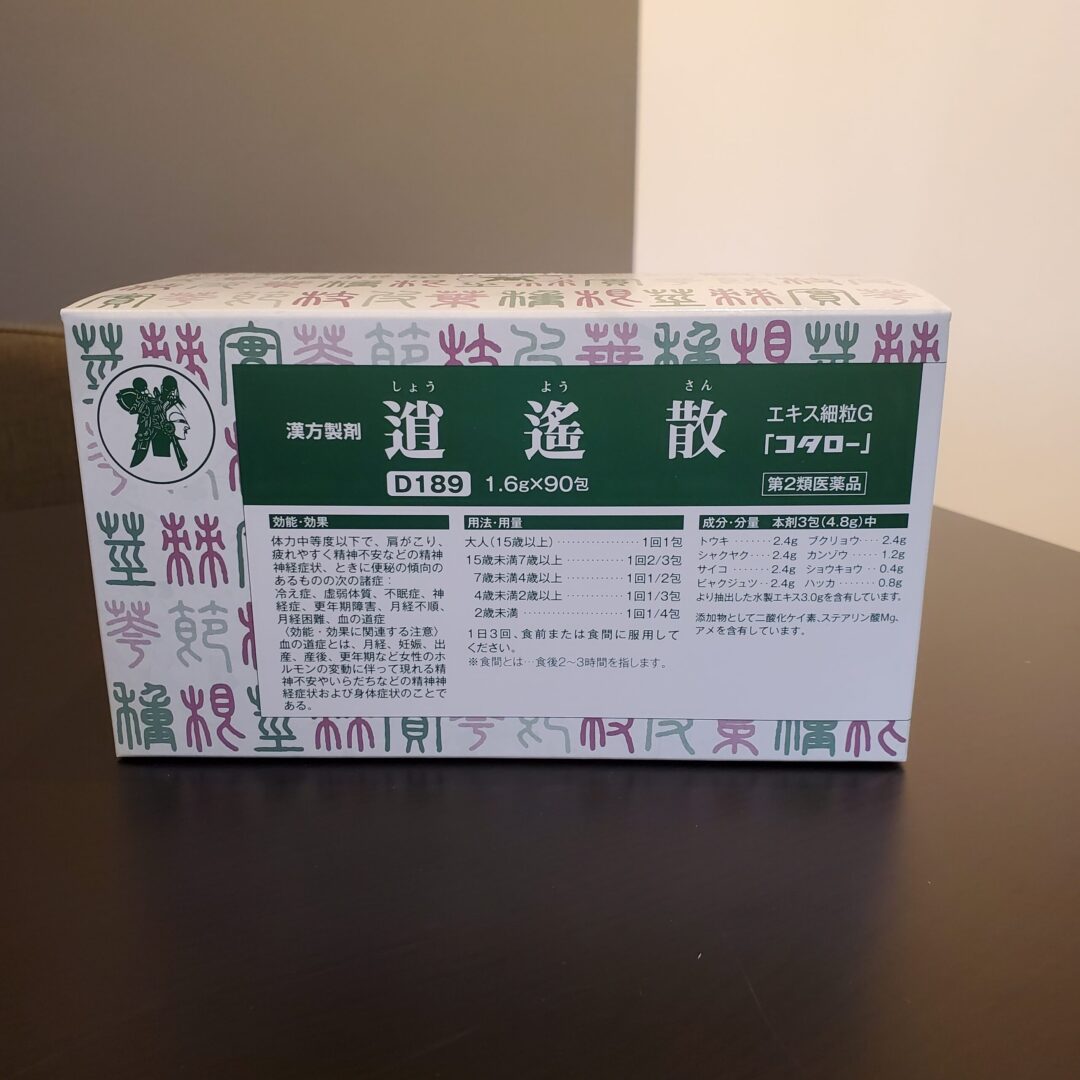 しょう よう さん
漢方製剤 逍遙散 エキス細粒G
「コタロー」
D189 1.6g×90包 第2類医薬品
効能・効果
体力中等度以下で、肩がこり、
疲れやすく精神不安などの精神
神経症状、ときに便秘の傾向の
あるものの次の諸症:
冷え症、虚弱体質、不眠症、神
経症、更年期障害、月経不順、
月経困難、血の道症
〈効能・効果に関連する注意〉
血の道症とは、月経、妊娠、出
産、産後、更年期など女性のホ
ルモンの変動に伴って現れる精
神不安やいらだちなどの精神神
経症状および身体症状のことで
ある。
用法・用量
大人(15歳以上)‥‥‥‥‥‥1回1包
15歳未満7歳以上‥‥‥‥‥1回2/3包
7歳未満4歳以上‥‥‥‥‥1回1/2包
4歳未満2歳以上‥‥‥‥‥1回1/3包
2歳未満‥‥‥‥‥‥‥‥1回1/4包
1日3回、食前または食間に服用して
ください。
※食間とは‥食後2~3時間を指します。
成分・分量 本剤3包(4.8g)中
トウキ‥‥‥2.4g ブクリョウ‥‥2.4g
シャクヤク‥‥2.4g カンゾウ‥‥1.2g
サイコ‥‥‥2.4g ショウキョウ‥0.4g
ビャクジュツ‥2.4g ハッカ‥‥‥0.8g
より抽出した水製エキス3.0gを含有しています。
添加物として二酸化ケイ素、ステアリン酸Mg、
アメを含有しています。